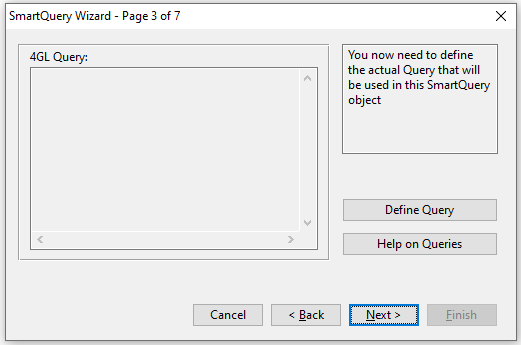 SmartQuery Wizard - Page 3 of 7
4GL Query:
You now need to define
the actual Query that will
be used in this SmartQuery
object
Define Query
Help on Queries
Cancel
< Back
Next >
Finish